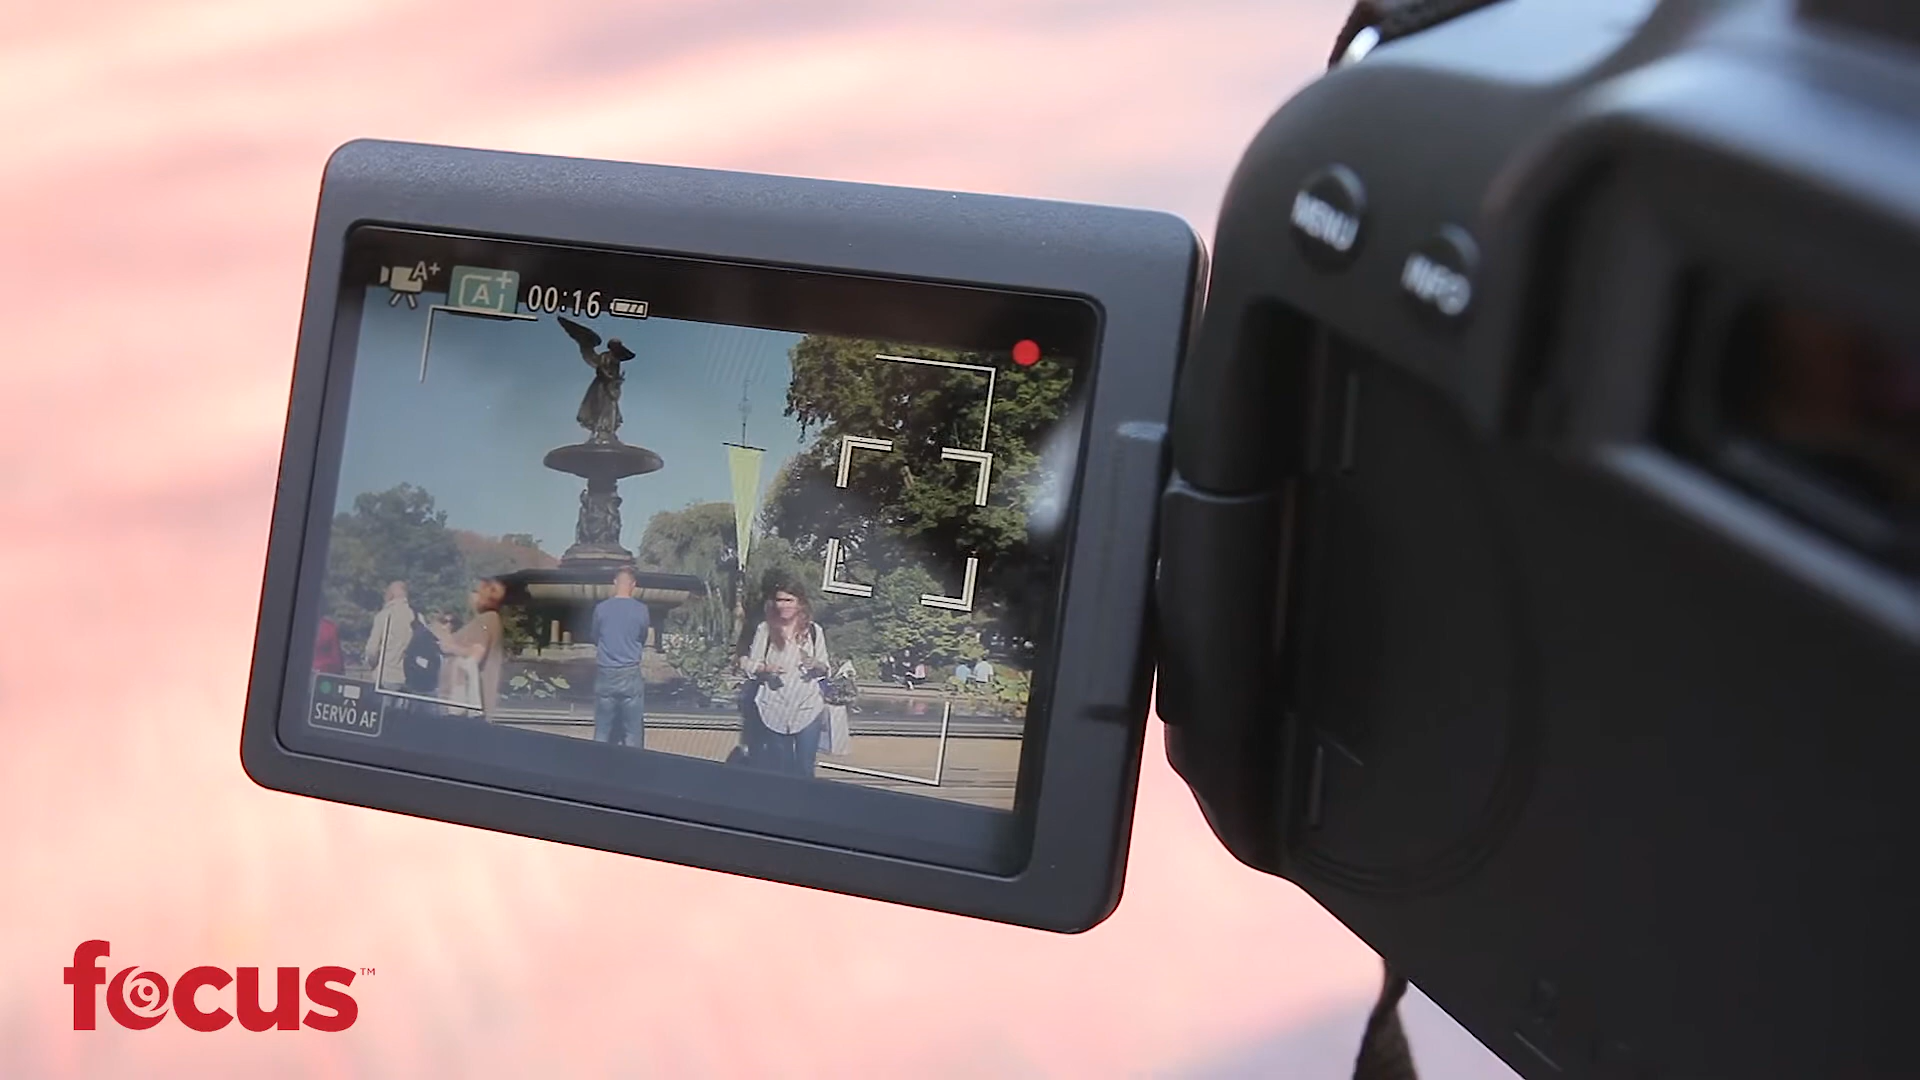 A+
A+ 00:16
SERVO AF
MENU
INFO
focus™